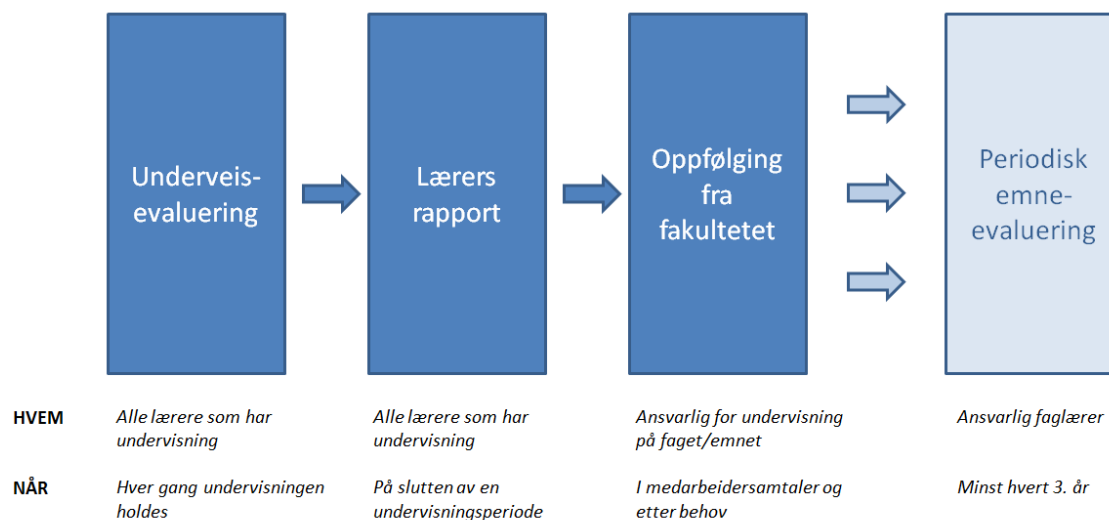 Underveis-
evaluering
Lærers
rapport
Oppfølging
fra
fakultetet
Periodisk
emne-
evaluering
HVEM
Alle lærere som har
undervisning
Alle lærere som har
undervisning
Ansvarlig for undervisning
på faget/emnet
Ansvarlig faglærer
NÅR
Hver gang undervisningen
holdes
På slutten av en
undervisningsperiode
I medarbeidersamtaler og
etter behov
Minst hvert 3. år